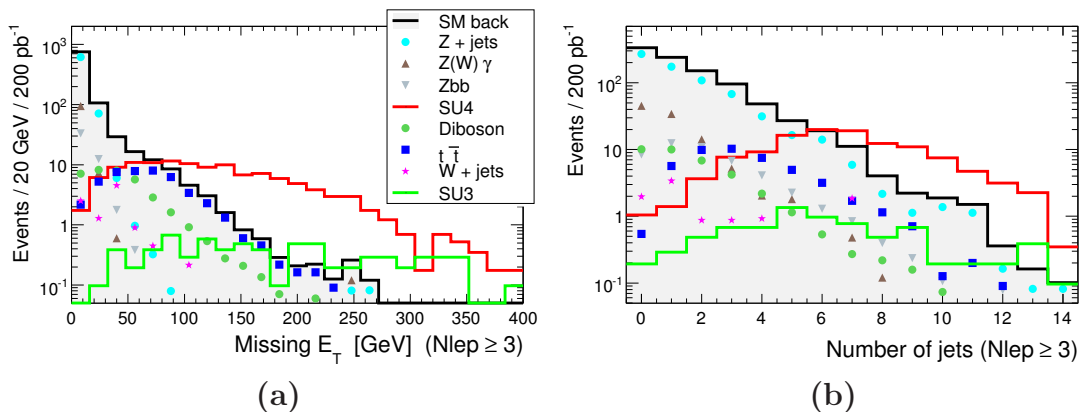 Events / 20 GeV / 200 pb⁻¹
10³
10²
10
1
10⁻¹
0 50 100 150 200 250 300 350 400
Missing E_T [GeV] (Nlep ≥ 3)
SM back
Z + jets
Z(W) γ
Zbb
SU4
Diboson
t t̅
W + jets
SU3
(a)
Events / 200 pb⁻¹
10²
10
1
10⁻¹
0 2 4 6 8 10 12 14
Number of jets (Nlep ≥ 3)
(b)